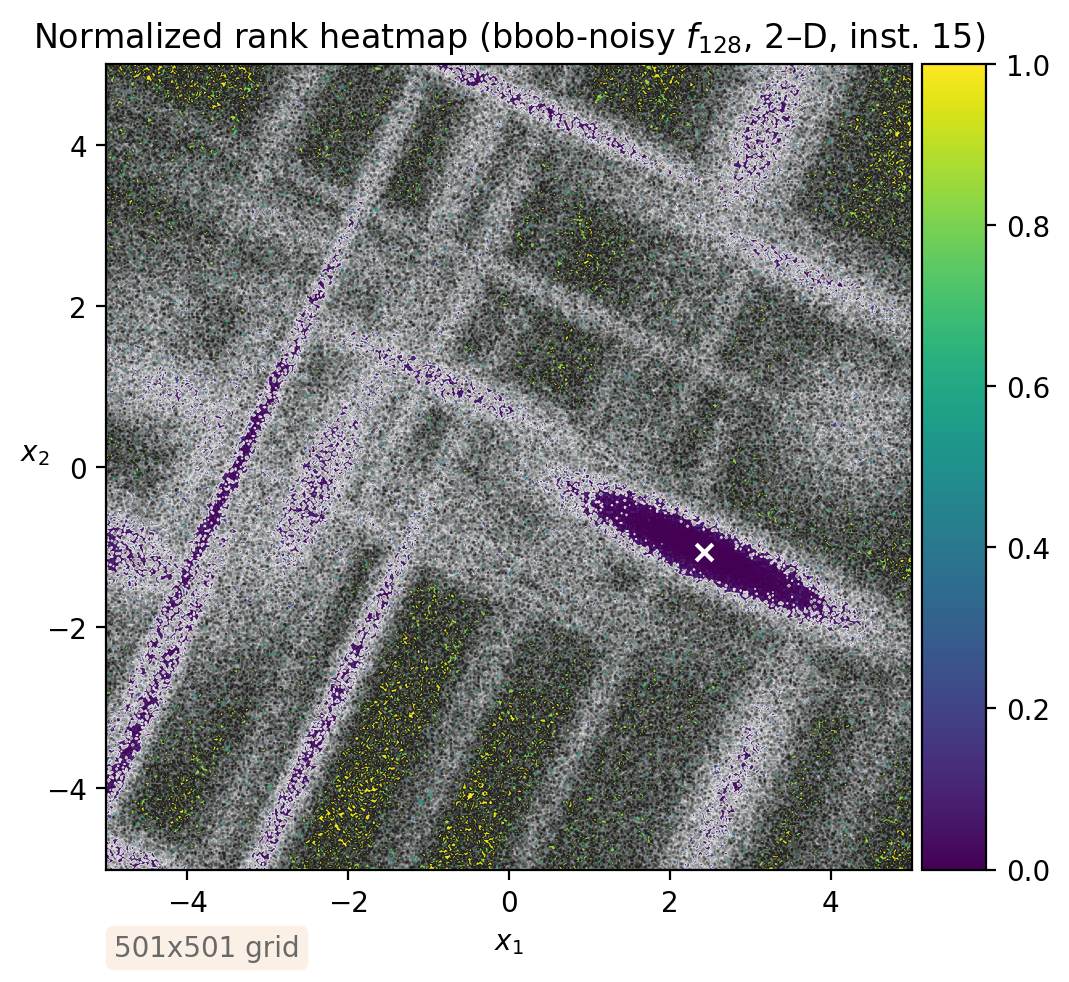 Normalized rank heatmap (bbob-noisy f₁₂₈, 2–D, inst. 15)
1.0
0.8
0.6
0.4
0.2
0.0
4
2
0
−2
−4
x₂
−4 −2 0 2 4
x₁
501x501 grid